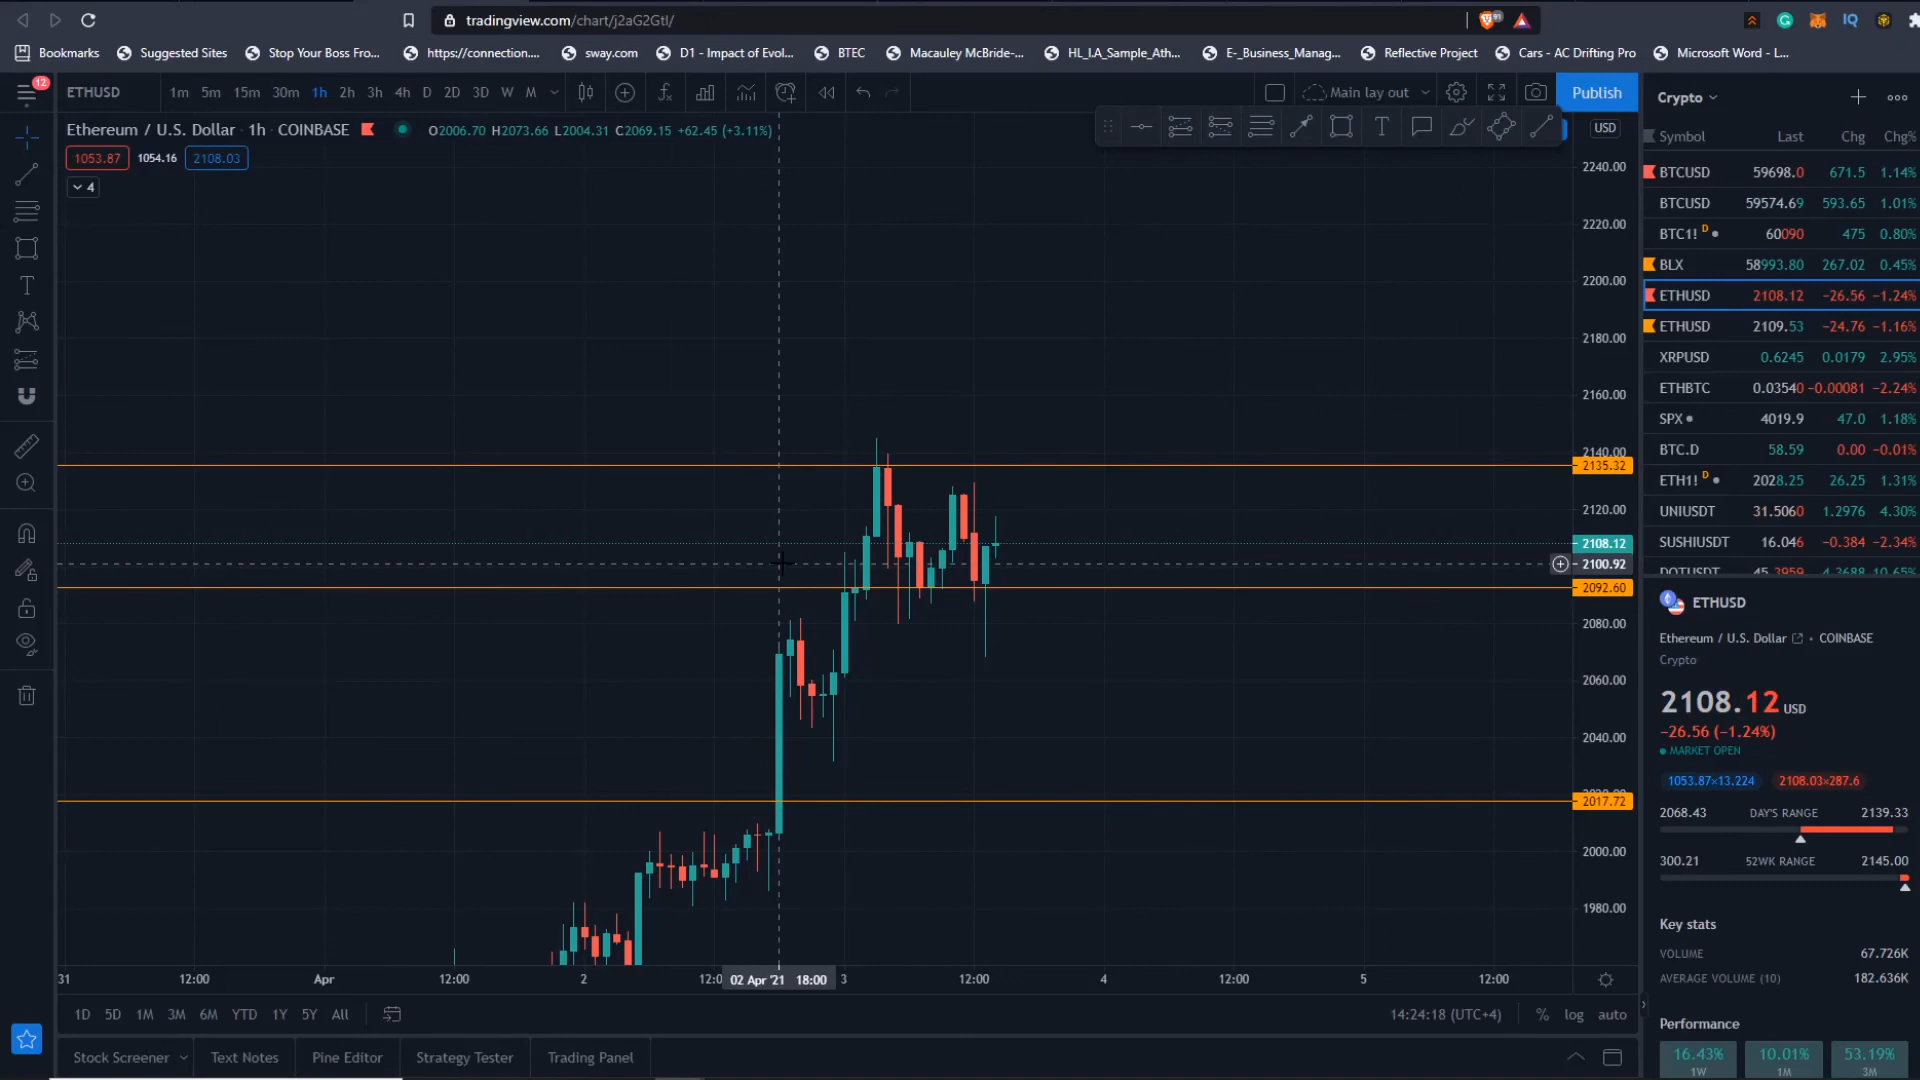 tradingview.com/chart/j2aG2Gtl/
91
IQ
Bookmarks Suggested Sites Stop Your Boss Fro... https://connection.... sway.com D1 - Impact of Evol... BTEC Macauley McBride-... HL_I.A_Sample_Ath... E-_Business_Manag... Reflective Project Cars - AC Drifting Pro Microsoft Word - L...
12
ETHUSD 1m 5m 15m 30m 1h 2h 3h 4h D 2D 3D W M Main lay out Publish
Ethereum / U.S. Dollar · 1h · COINBASE O2006.70 H2073.66 L2004.31 C2069.15 +62.45 (+3.11%)
1053.87 1054.16 2108.03
4
USD
2240.00
2220.00
2200.00
2180.00
2160.00
2140.00
2135.32
2120.00
2108.12
2100.92
2092.60
2080.00
2060.00
2040.00
2017.72
2000.00
1980.00
31 12:00 Apr 12:00 2 12:0 02 Apr '21 18:00 3 12:00 4 12:00 5 12:00
1D 5D 1M 3M 6M YTD 1Y 5Y All 14:24:18 (UTC+4) % log auto
Stock Screener Text Notes Pine Editor Strategy Tester Trading Panel
Crypto
Symbol Last Chg Chg%
BTCUSD 59698.0 671.5 1.14%
BTCUSD 59574.69 593.65 1.01%
BTC1! D 60090 475 0.80%
BLX 58993.80 267.02 0.45%
ETHUSD 2108.12 −26.56 −1.24%
ETHUSD 2109.53 −24.76 −1.16%
XRPUSD 0.6245 0.0179 2.95%
ETHBTC 0.03540 −0.00081 −2.24%
SPX 4019.9 47.0 1.18%
BTC.D 58.59 0.00 −0.01%
ETH1! D 2028.25 26.25 1.31%
UNIUSDT 31.5060 1.2976 4.30%
SUSHIUSDT 16.046 −0.384 −2.34%
DOTUSDT 45.3959 4.3688 10.65%
ETHUSD
Ethereum / U.S. Dollar • COINBASE
Crypto
2108.12 USD
−26.56 (−1.24%)
MARKET OPEN
1053.87×13.224 2108.03×287.6
2068.43 DAY'S RANGE 2139.33
300.21 52WK RANGE 2145.00
Key stats
VOLUME 67.726K
AVERAGE VOLUME (10) 182.636K
Performance
16.43% 10.01% 53.19%
1W 1M 3M